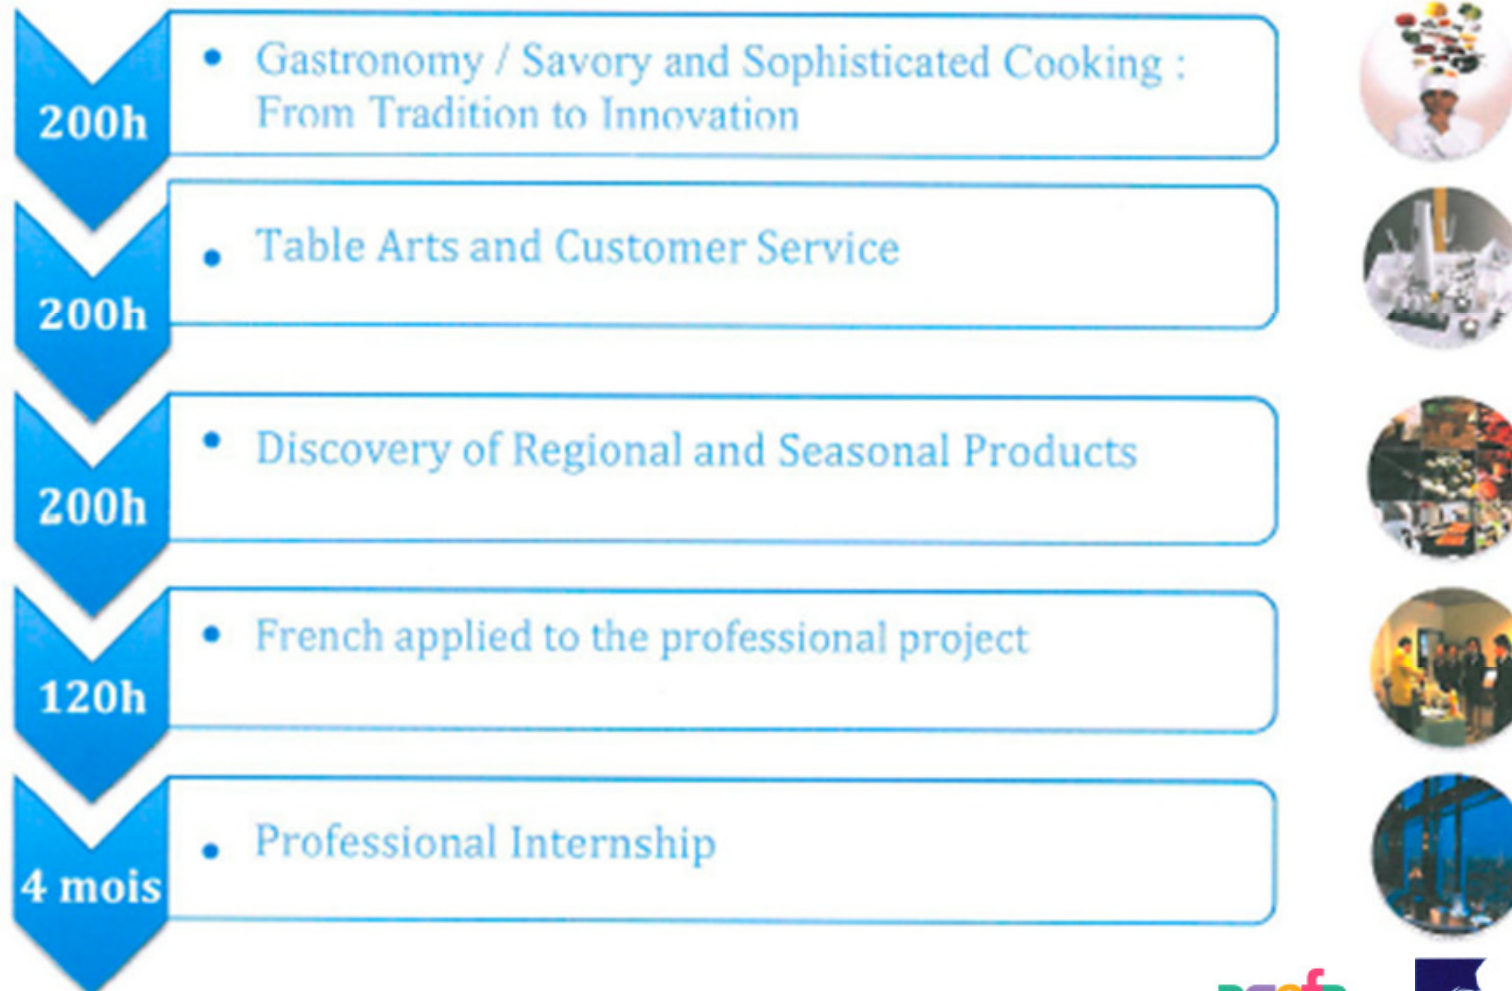 200h
Gastronomy / Savory and Sophisticated Cooking :
From Tradition to Innovation
200h
Table Arts and Customer Service
200h
Discovery of Regional and Seasonal Products
120h
French applied to the professional project
4 mois
Professional Internship